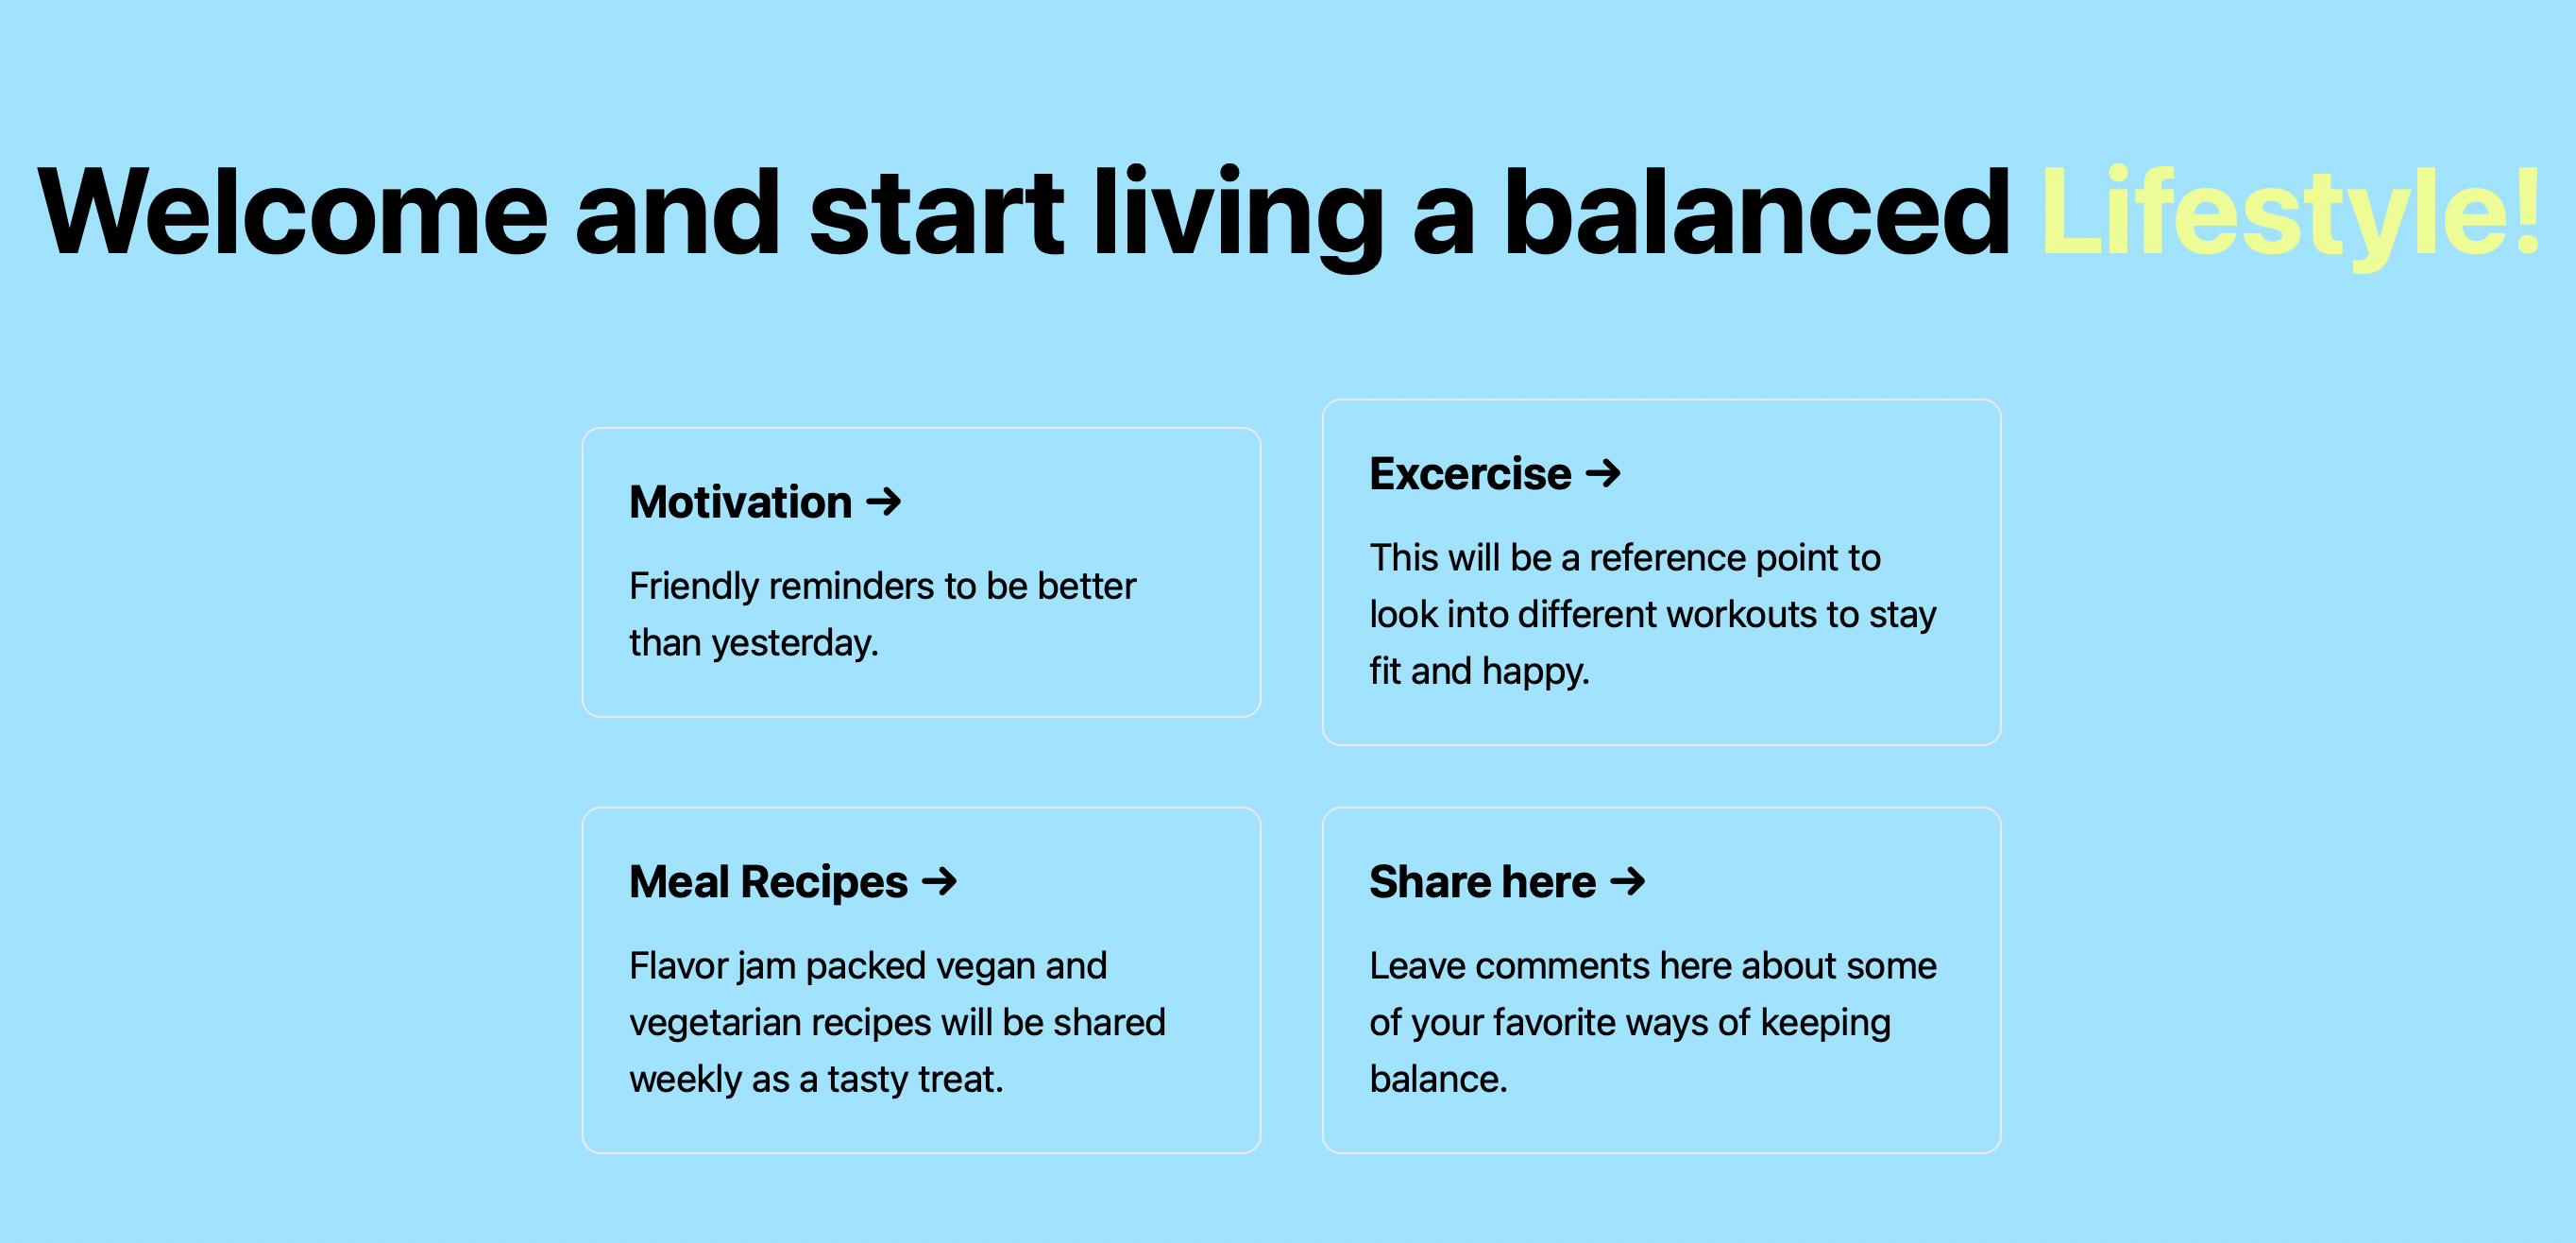 Welcome and start living a balanced Lifestyle!
Motivation →
Friendly reminders to be better
than yesterday.
Excercise →
This will be a reference point to
look into different workouts to stay
fit and happy.
Meal Recipes →
Flavor jam packed vegan and
vegetarian recipes will be shared
weekly as a tasty treat.
Share here →
Leave comments here about some
of your favorite ways of keeping
balance.